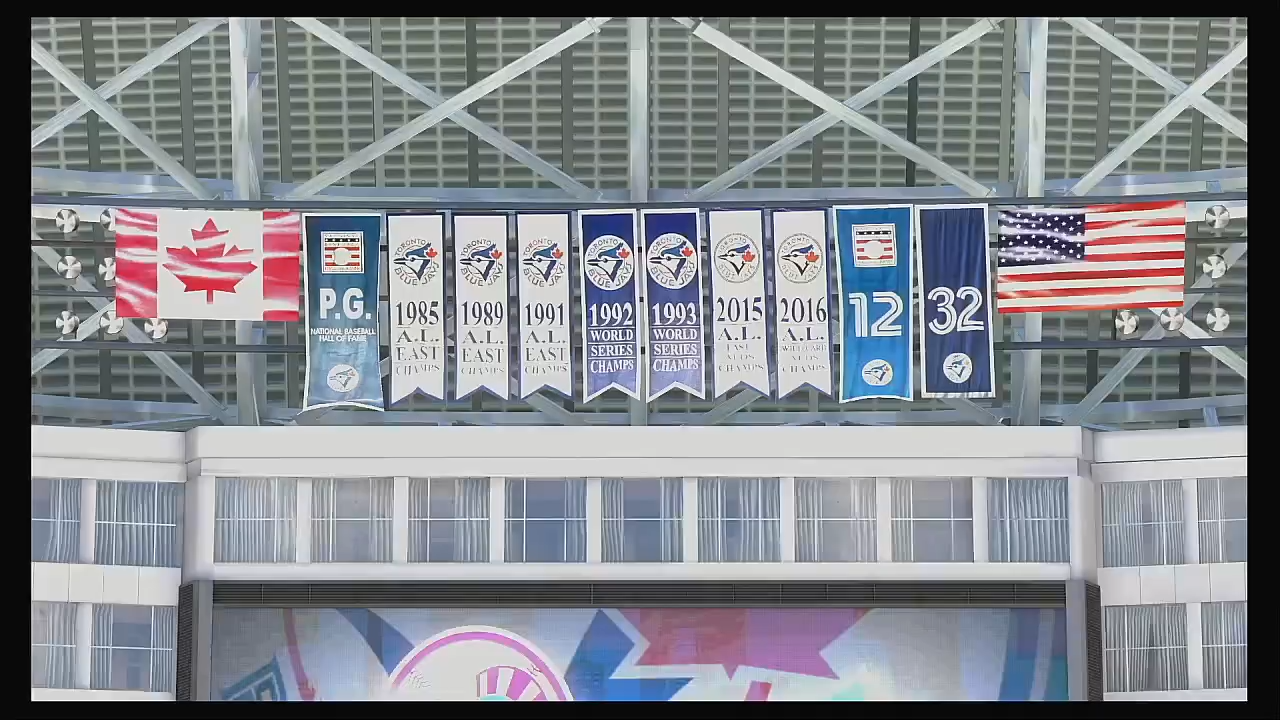 P.G.
NATIONAL BASEBALL
HALL OF FAME
TORONTO
BLUE JAYS
1985
A.L.
EAST
CHAMPS
TORONTO
BLUE JAYS
1989
A.L.
EAST
CHAMPS
TORONTO
BLUE JAYS
1991
A.L.
EAST
CHAMPS
TORONTO
BLUE JAYS
1992
WORLD
SERIES
CHAMPS
TORONTO
BLUE JAYS
1993
WORLD
SERIES
CHAMPS
2015
A.L.
EAST
CHAMPS
2016
A.L.
CHAMPS
12
32